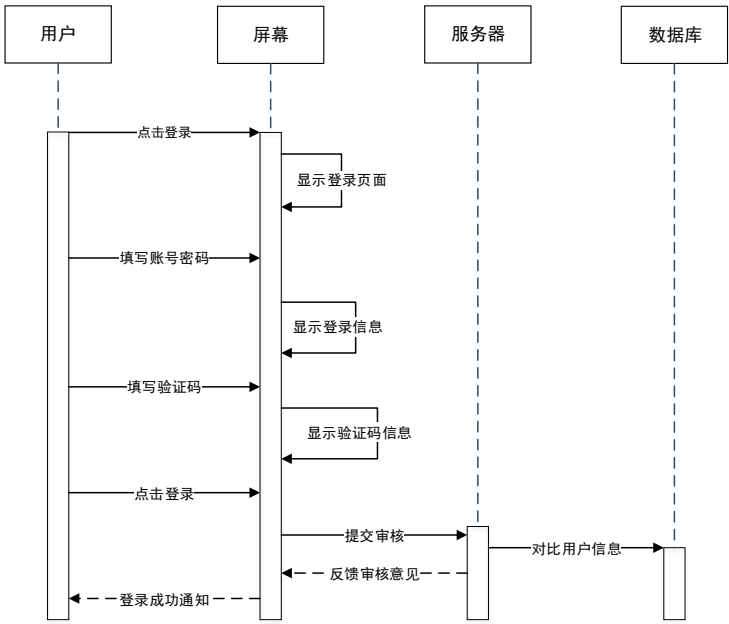 用户
屏幕
服务器
数据库
点击登录
显示登录页面
填写账号密码
显示登录信息
填写验证码
显示验证码信息
点击登录
提交审核
对比用户信息
反馈审核意见
登录成功通知